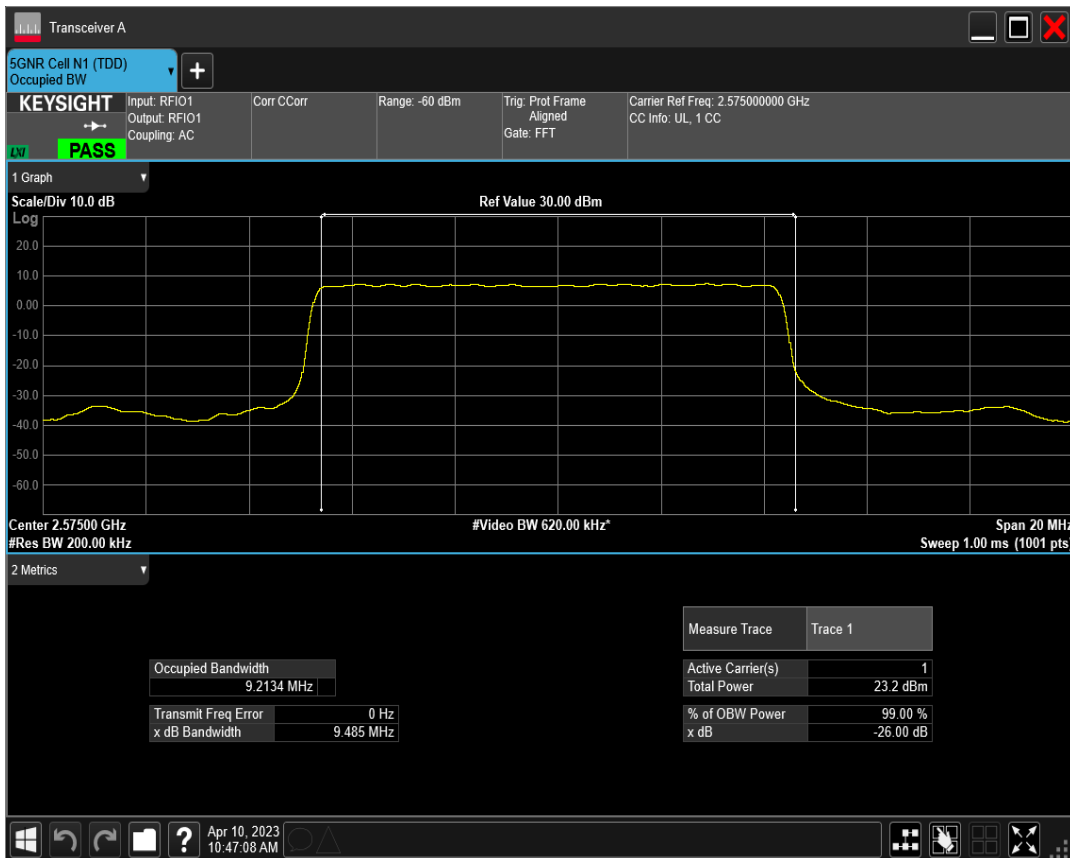 Transceiver A
5GNR Cell N1 (TDD)
Occupied BW
KEYSIGHT
LXI
PASS
Input: RFIO1
Output: RFIO1
Coupling: AC
Corr CCorr
Range: -60 dBm
Trig: Prot Frame
Aligned
Gate: FFT
Carrier Ref Freq: 2.575000000 GHz
CC Info: UL, 1 CC
1 Graph
Scale/Div 10.0 dB
Ref Value 30.00 dBm
Log
20.0
10.0
0.00
-10.0
-20.0
-30.0
-40.0
-50.0
-60.0
Center 2.57500 GHz
#Video BW 620.00 kHz*
Span 20 MHz
#Res BW 200.00 kHz
Sweep 1.00 ms (1001 pts)
2 Metrics
Measure Trace Trace 1
Occupied Bandwidth
9.2134 MHz
Active Carrier(s) 1
Total Power 23.2 dBm
Transmit Freq Error 0 Hz
x dB Bandwidth 9.485 MHz
% of OBW Power 99.00 %
x dB -26.00 dB
?
Apr 10, 2023
10:47:08 AM